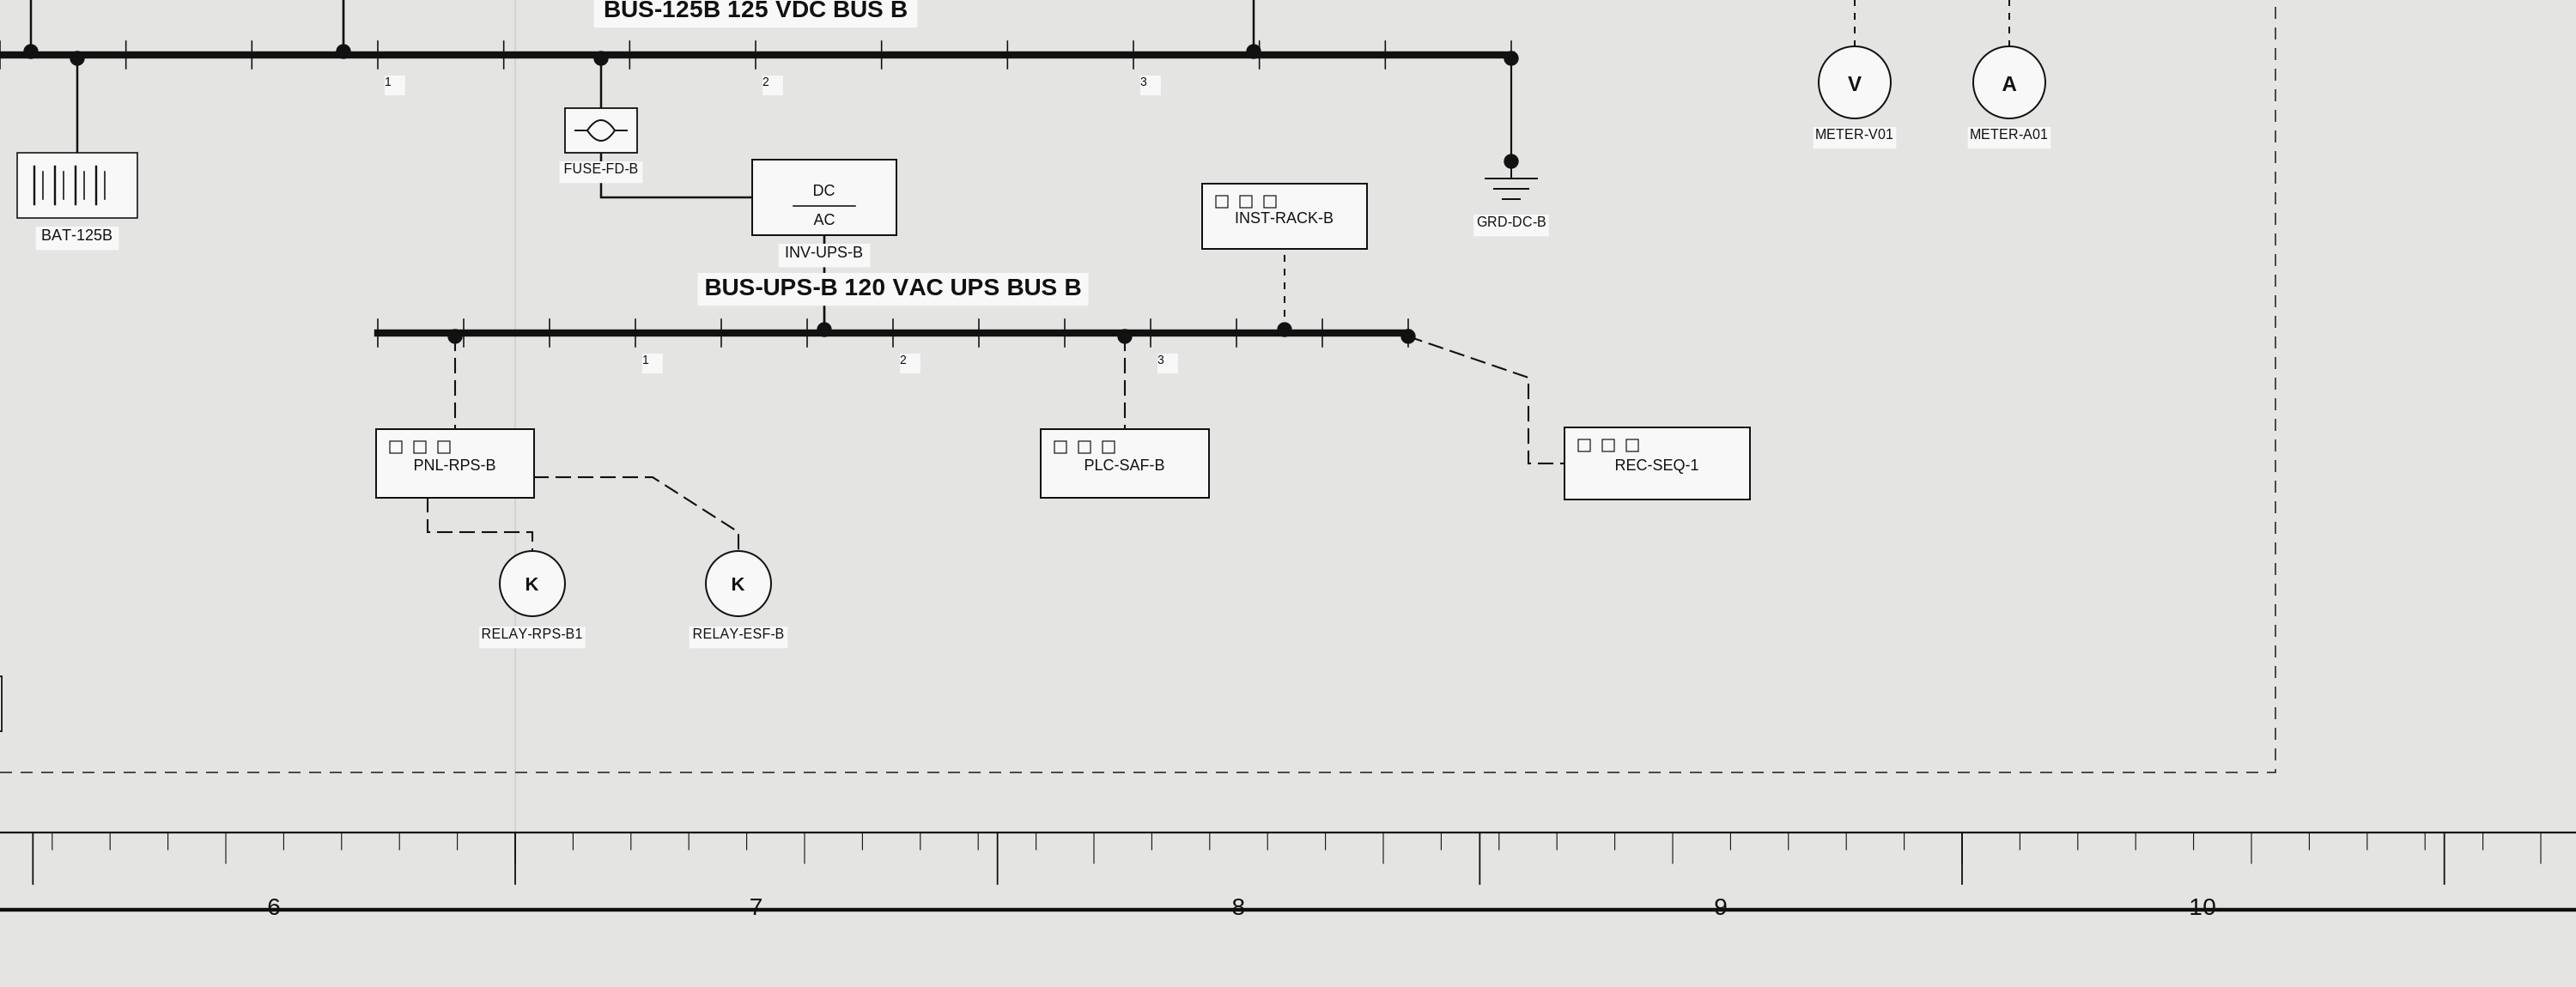 BUS-125B 125 VDC BUS B
1
2
3
V
A
METER-V01
METER-A01
FUSE-FD-B
DC
AC
INST-RACK-B
GRD-DC-B
BAT-125B
INV-UPS-B
BUS-UPS-B 120 VAC UPS BUS B
1
2
3
PNL-RPS-B
PLC-SAF-B
REC-SEQ-1
K
K
RELAY-RPS-B1
RELAY-ESF-B
6
7
8
9
10